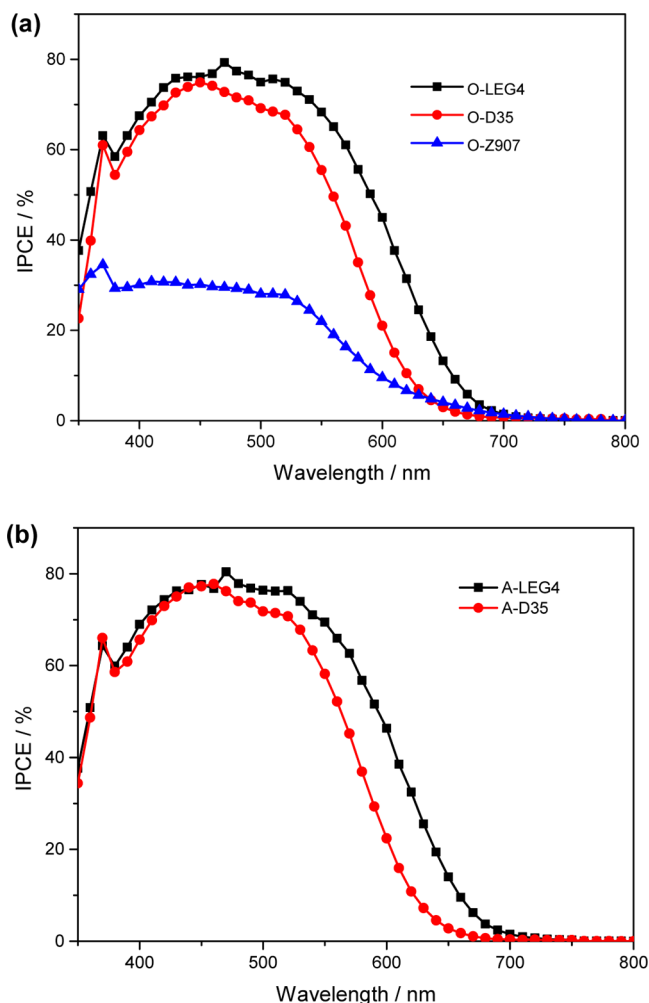 (a)
80
60
40
20
0
IPCE / %
O-LEG4
O-D35
O-Z907
400 500 600 700 800
Wavelength / nm
(b)
80
60
40
20
0
IPCE / %
A-LEG4
A-D35
400 500 600 700 800
Wavelength / nm